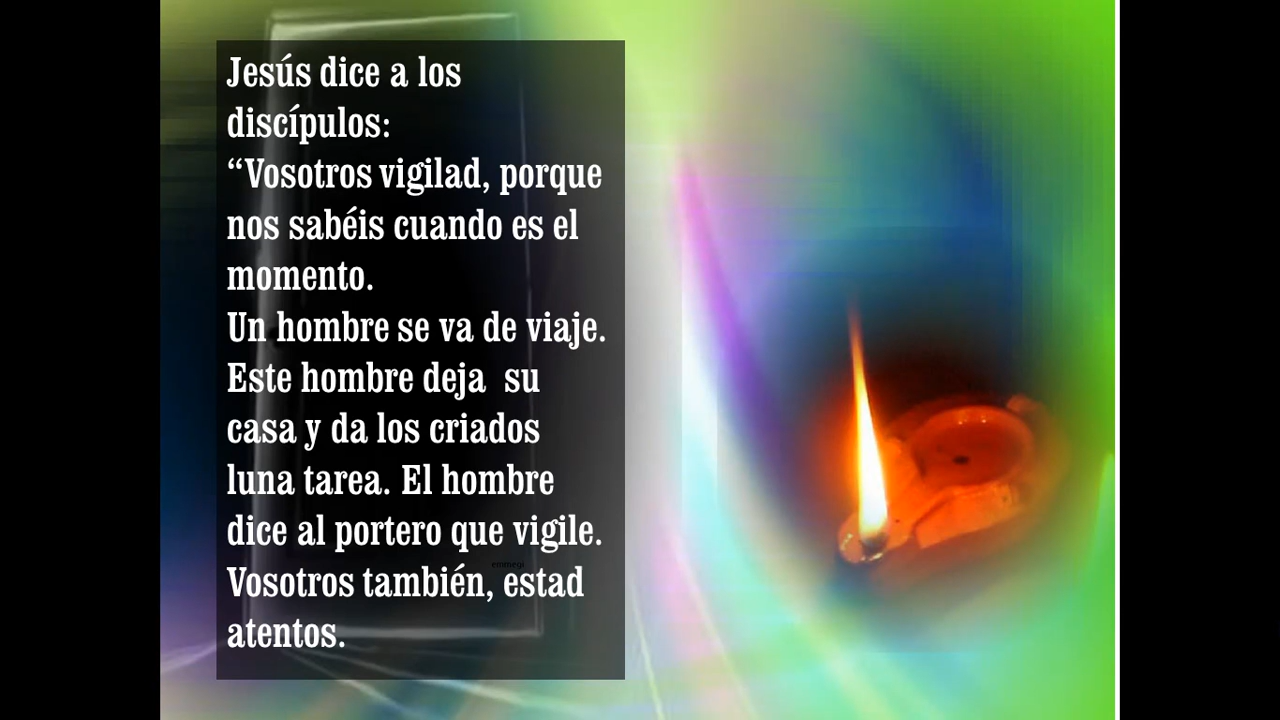 Jesús dice a los
discípulos:
“Vosotros vigilad, porque
nos sabéis cuando es el
momento.
Un hombre se va de viaje.
Este hombre deja  su
casa y da los criados
luna tarea. El hombre
dice al portero que vigile.
emmegi
Vosotros también, estad
atentos.